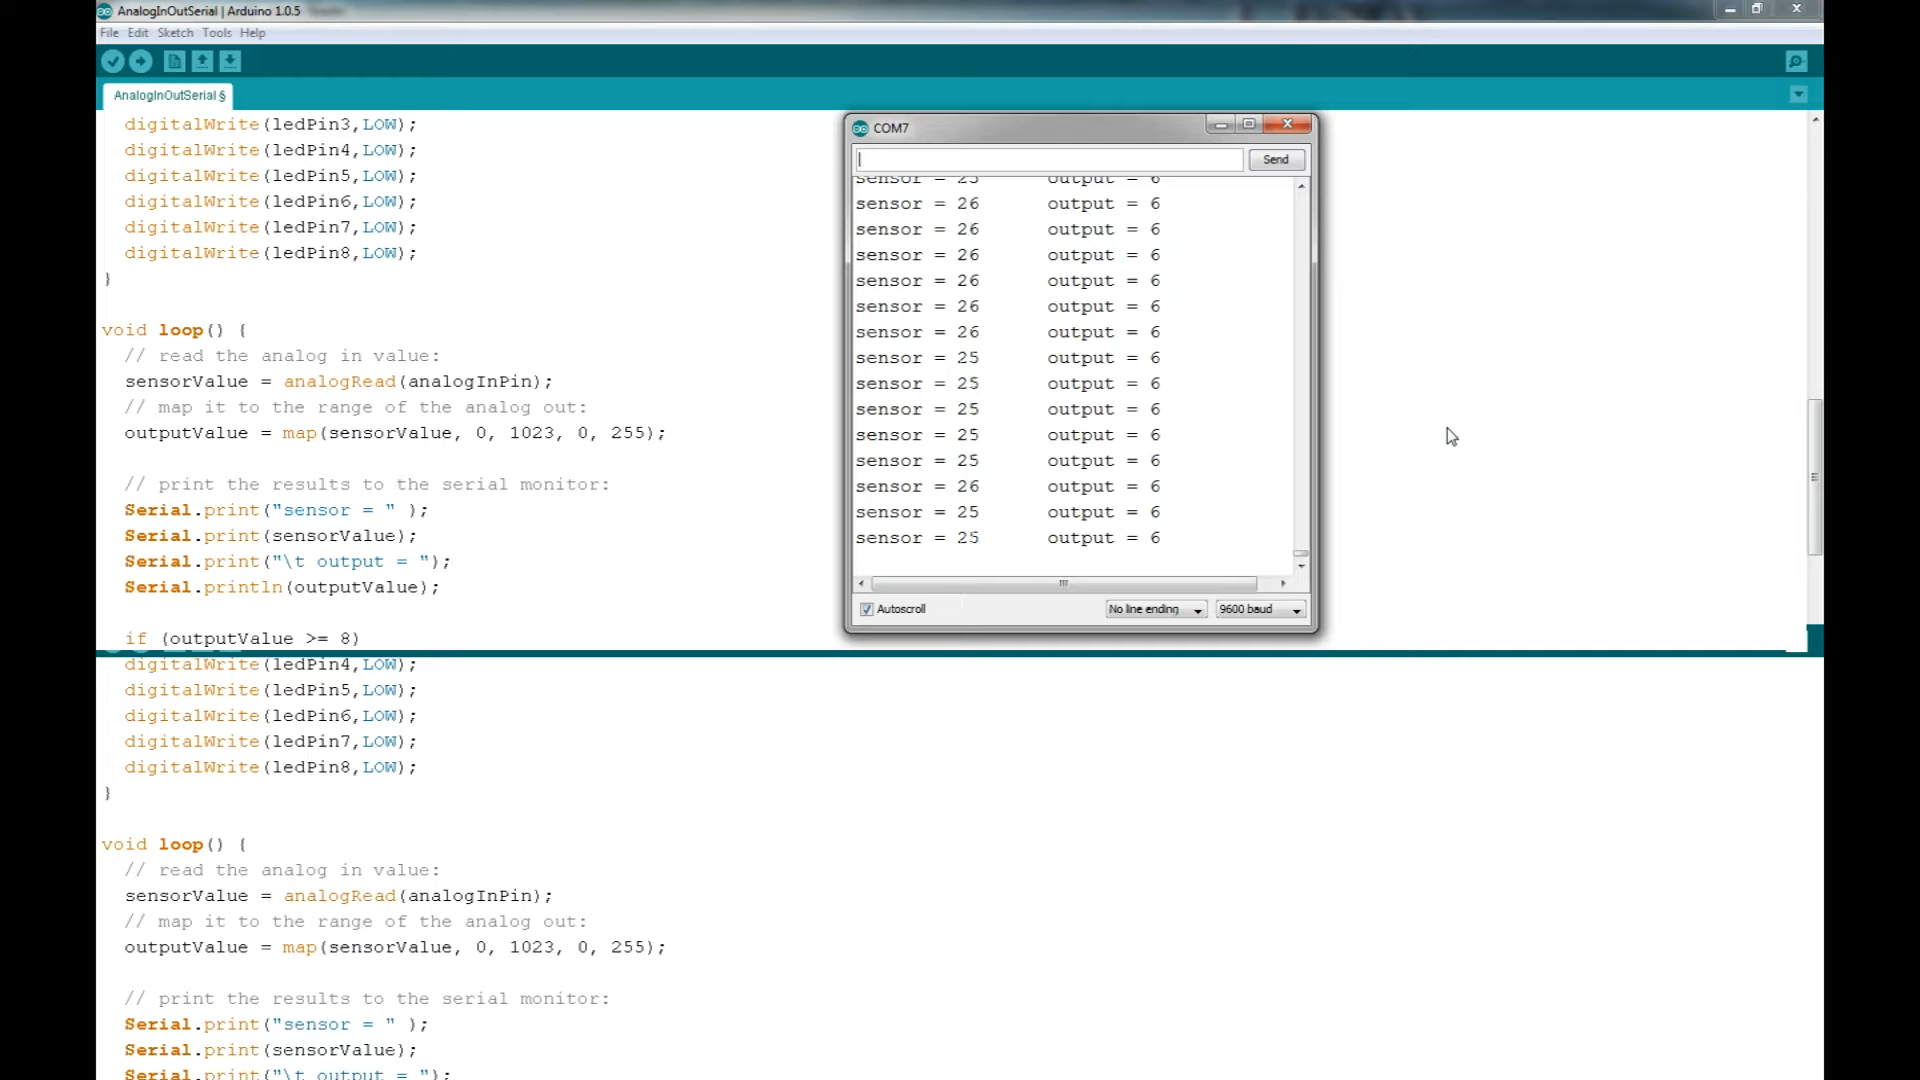 AnalogInOutSerial | Arduino 1.0.5
File Edit Sketch Tools Help
AnalogInOutSerial §
digitalWrite(ledPin3,LOW);
digitalWrite(ledPin4,LOW);
digitalWrite(ledPin5,LOW);
digitalWrite(ledPin6,LOW);
digitalWrite(ledPin7,LOW);
digitalWrite(ledPin8,LOW);
}
void loop() {
// read the analog in value:
sensorValue = analogRead(analogInPin);
// map it to the range of the analog out:
outputValue = map(sensorValue, 0, 1023, 0, 255);
// print the results to the serial monitor:
Serial.print("sensor = " );
Serial.print(sensorValue);
Serial.print("\t output = ");
Serial.println(outputValue);
if (outputValue >= 8)
digitalWrite(ledPin4,LOW);
digitalWrite(ledPin5,LOW);
digitalWrite(ledPin6,LOW);
digitalWrite(ledPin7,LOW);
digitalWrite(ledPin8,LOW);
}
void loop() {
// read the analog in value:
sensorValue = analogRead(analogInPin);
// map it to the range of the analog out:
outputValue = map(sensorValue, 0, 1023, 0, 255);
// print the results to the serial monitor:
Serial.print("sensor = " );
Serial.print(sensorValue);
Serial.print("\t output = ");
COM7
Send
sensor = 25 output = 6
sensor = 26 output = 6
sensor = 26 output = 6
sensor = 26 output = 6
sensor = 26 output = 6
sensor = 26 output = 6
sensor = 26 output = 6
sensor = 25 output = 6
sensor = 25 output = 6
sensor = 25 output = 6
sensor = 25 output = 6
sensor = 25 output = 6
sensor = 26 output = 6
sensor = 25 output = 6
sensor = 25 output = 6
Autoscroll No line ending 9600 baud